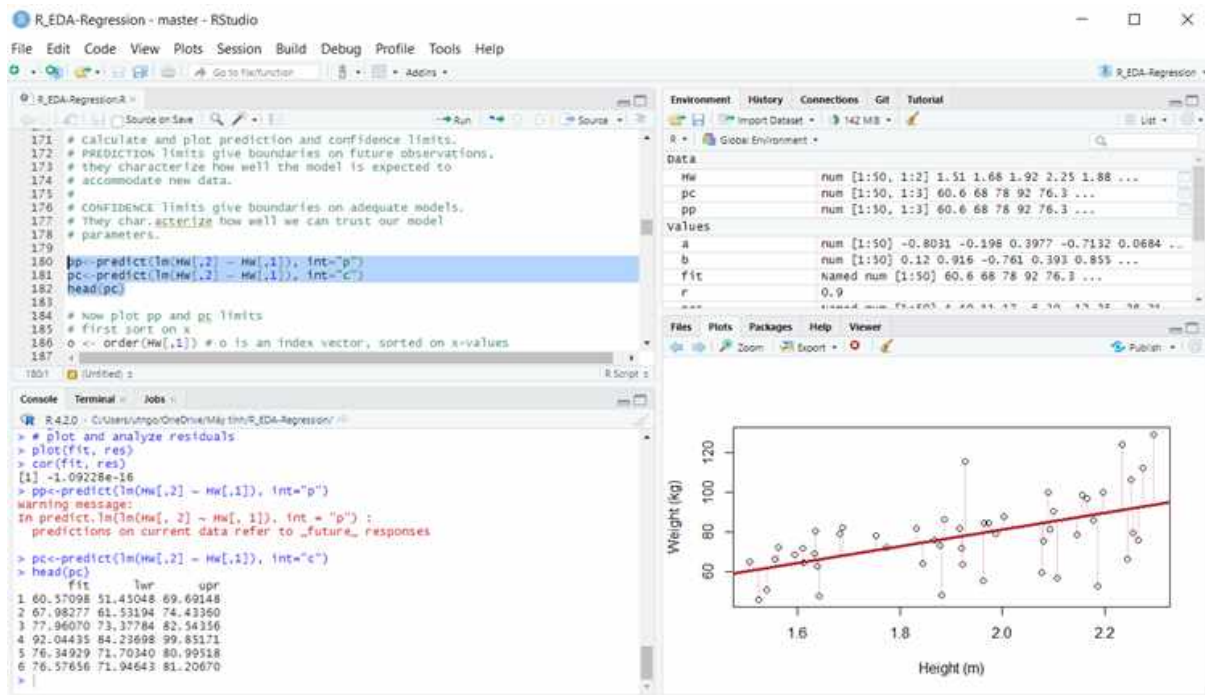 R_EDA-Regression - master - RStudio
File Edit Code View Plots Session Build Debug Profile Tools Help
Go to file/function
Addins
R_EDA-Regression
R_EDA-Regression.R
Source on Save
Run
Source
171 # Calculate and plot prediction and confidence limits.
172 # PREDICTION limits give boundaries on future observations,
173 # they characterize how well the model is expected to
174 # accommodate new data.
175 #
176 # CONFIDENCE limits give boundaries on adequate models.
177 # They char.acterize how well we can trust our model
178 # parameters.
179
180 pp<-predict(lm(HW[,2] ~ HW[,1]), int="p")
181 pc<-predict(lm(HW[,2] ~ HW[,1]), int="c")
182 head(pc)
183
184 # Now plot pp and pc limits
185 # first sort on x
186 o <- order(HW[,1]) # o is an index vector, sorted on x-values
187
180:1 (Untitled) R Script
Console Terminal Jobs
R 4.2.0 · C:/Users/utngo/OneDrive/Máy tính/R_EDA-Regression/
> # plot and analyze residuals
> plot(fit, res)
> cor(fit, res)
[1] -1.09228e-16
> pp<-predict(lm(HW[,2] ~ HW[,1]), int="p")
Warning message:
In predict.lm(lm(HW[, 2] ~ HW[, 1]), int = "p") :
predictions on current data refer to _future_ responses
> pc<-predict(lm(HW[,2] ~ HW[,1]), int="c")
> head(pc)
fit lwr upr
1 60.57098 51.45048 69.69148
2 67.98277 61.53194 74.43360
3 77.96070 73.37784 82.54356
4 92.04435 84.23698 99.85171
5 76.34929 71.70340 80.99518
6 76.57656 71.94643 81.20670
>
Environment History Connections Git Tutorial
Import Dataset 142 MiB List
R Global Environment
Data
HW num [1:50, 1:2] 1.51 1.68 1.92 2.25 1.88 ...
pc num [1:50, 1:3] 60.6 68 78 92 76.3 ...
pp num [1:50, 1:3] 60.6 68 78 92 76.3 ...
Values
a num [1:50] -0.8031 -0.198 0.3977 -0.7132 0.0684 ...
b num [1:50] 0.12 0.916 -0.761 0.393 0.855 ...
fit Named num [1:50] 60.6 68 78 92 76.3 ...
r 0.9
Files Plots Packages Help Viewer
Zoom Export Publish
Weight (kg)
120
100
80
60
1.6 1.8 2.0 2.2
Height (m)